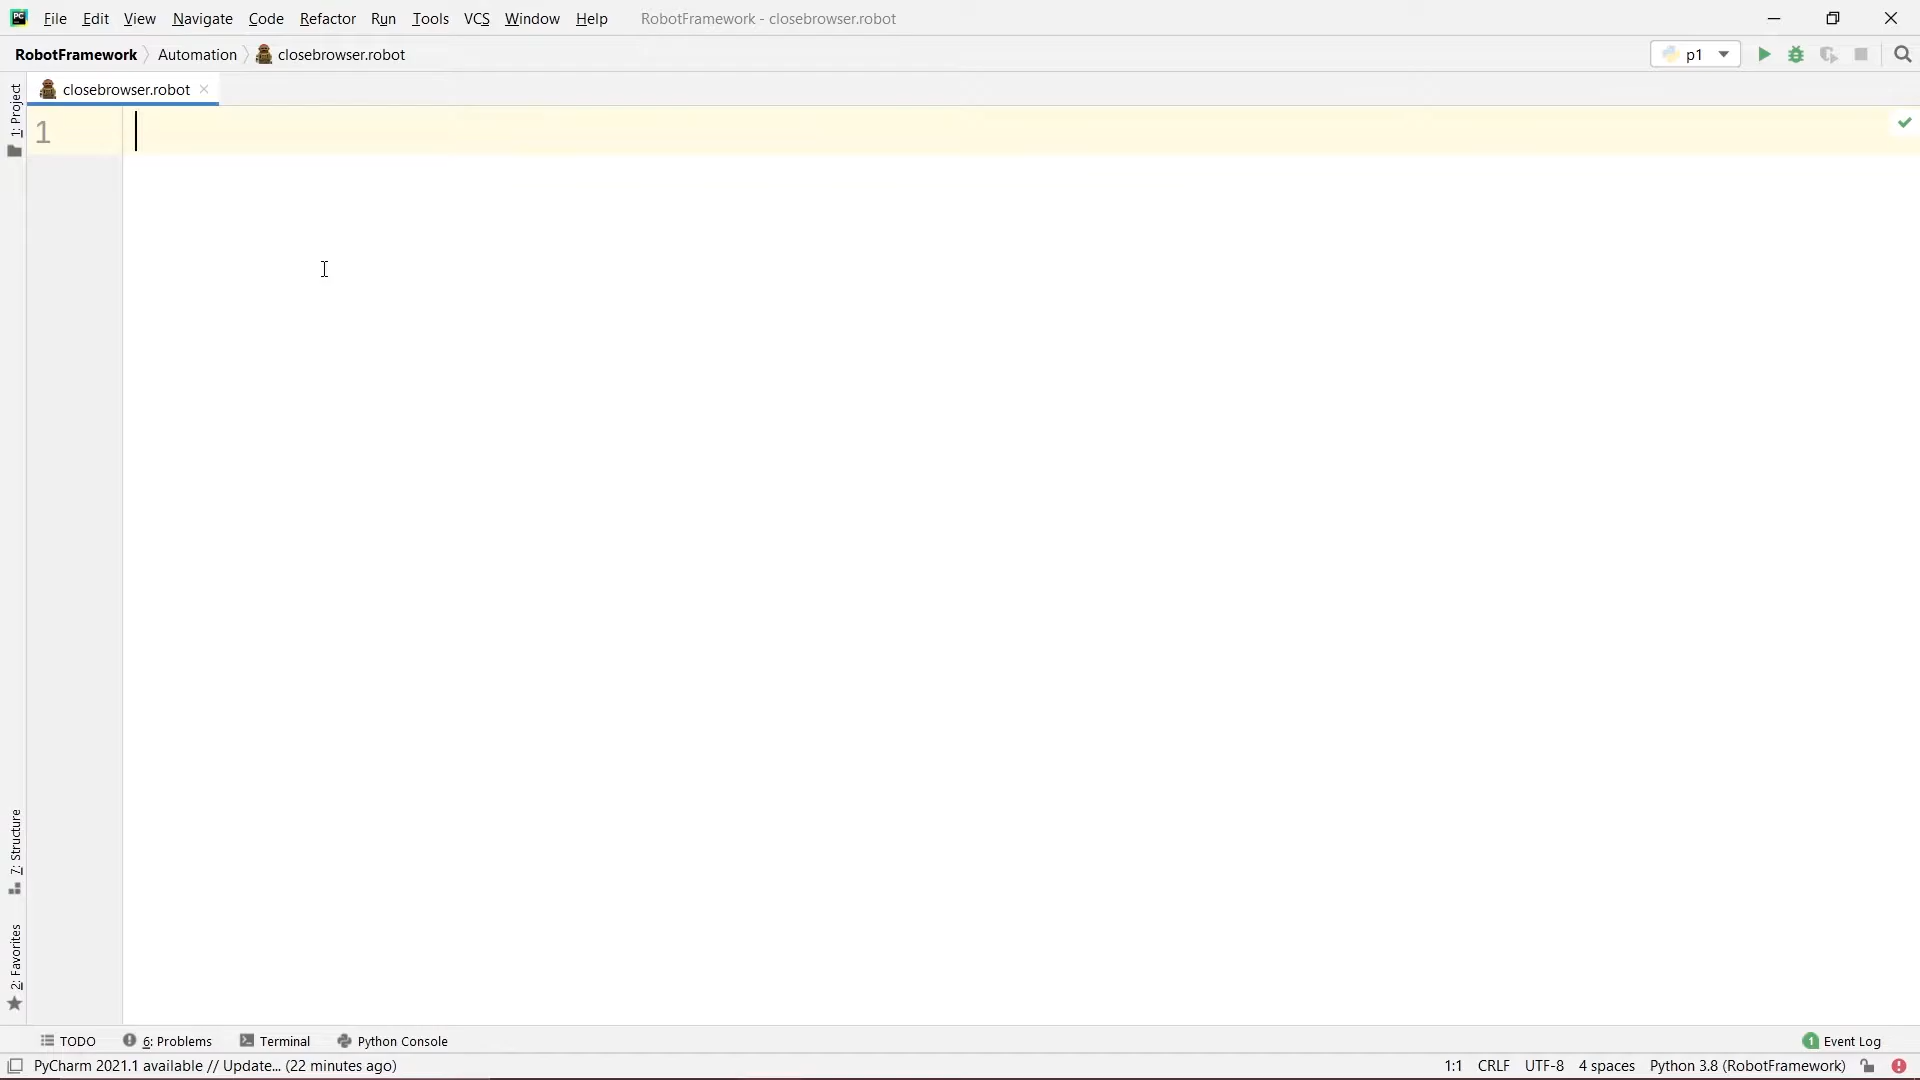 PC File Edit View Navigate Code Refactor Run Tools VCS Window Help RobotFramework - closebrowser.robot
RobotFramework Automation closebrowser.robot p1
closebrowser.robot
1
1: Project
7: Structure
2: Favorites
TODO 6: Problems Terminal Python Console 1 Event Log
PyCharm 2021.1 available // Update... (22 minutes ago) 1:1 CRLF UTF-8 4 spaces Python 3.8 (RobotFramework)